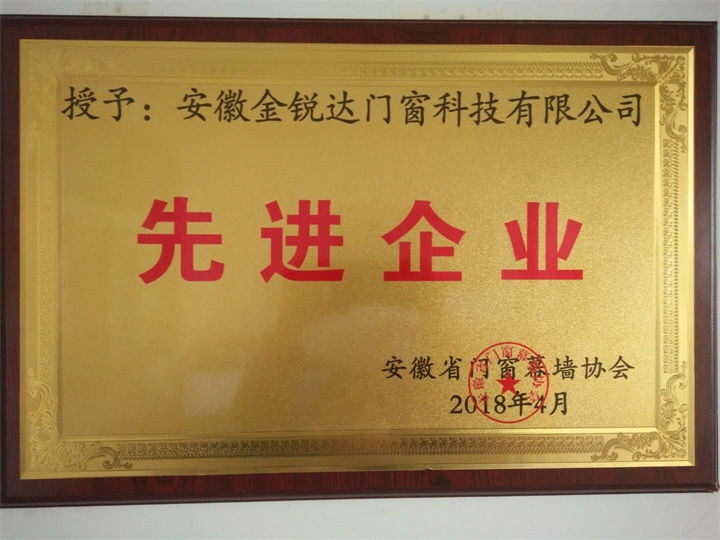 授予：安徽金锐达门窗科技有限公司
先进企业
安徽省门窗幕墙协会
2018年4月